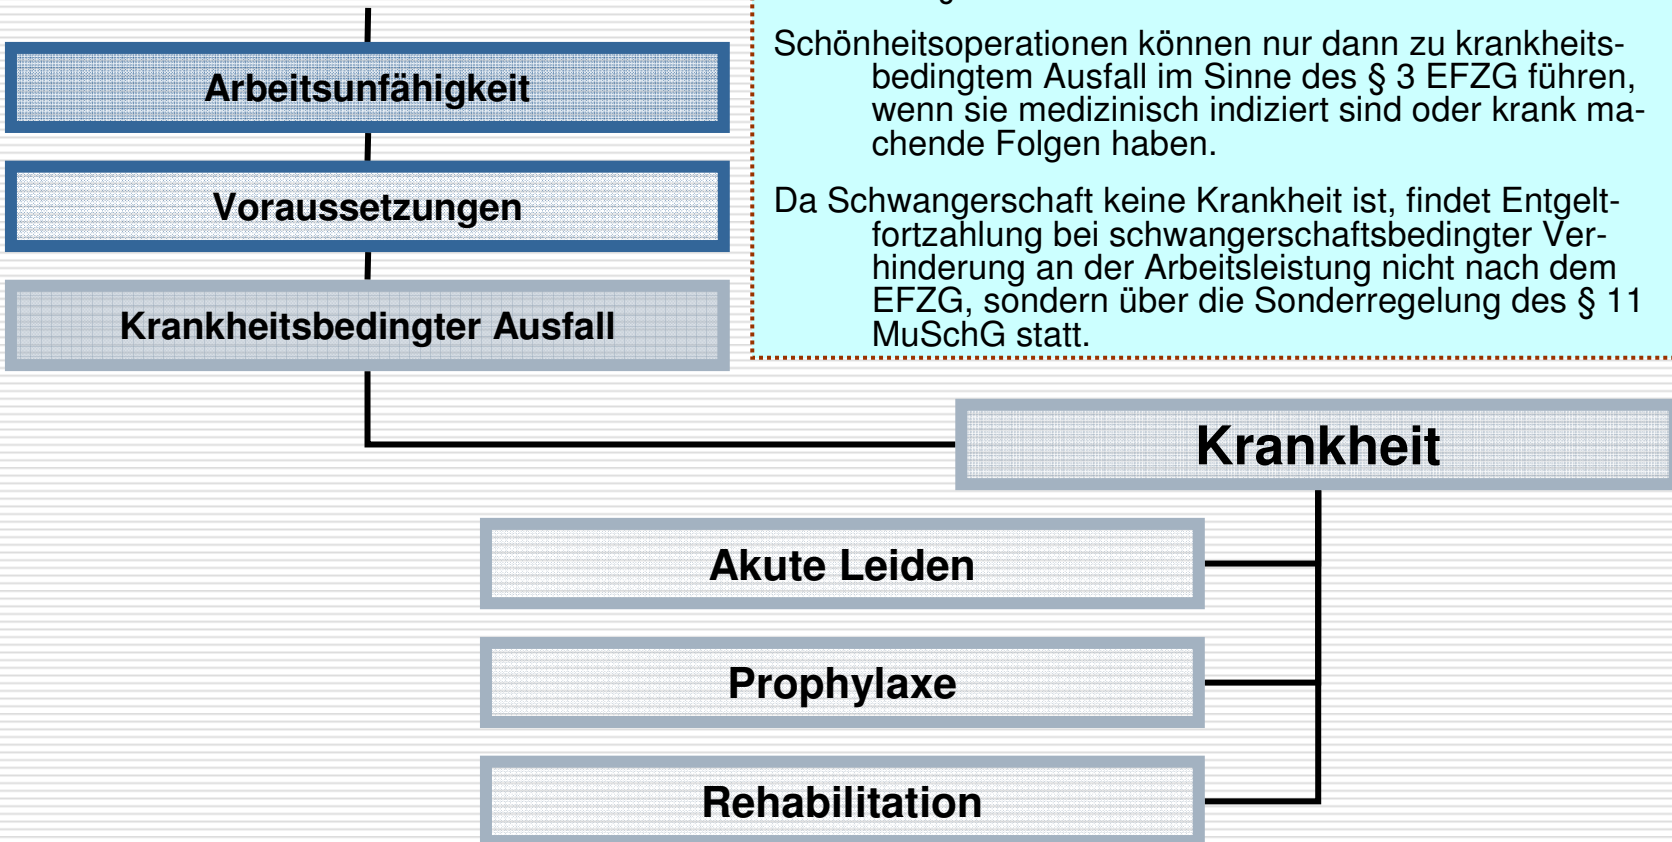 Arbeitsunfähigkeit
Voraussetzungen
Krankheitsbedingter Ausfall
Schönheitsoperationen können nur dann zu krankheits-
bedingtem Ausfall im Sinne des § 3 EFZG führen,
wenn sie medizinisch indiziert sind oder krank ma-
chende Folgen haben.
Da Schwangerschaft keine Krankheit ist, findet Entgelt-
fortzahlung bei schwangerschaftsbedingter Ver-
hinderung an der Arbeitsleistung nicht nach dem
EFZG, sondern über die Sonderregelung des § 11
MuSchG statt.
Krankheit
Akute Leiden
Prophylaxe
Rehabilitation